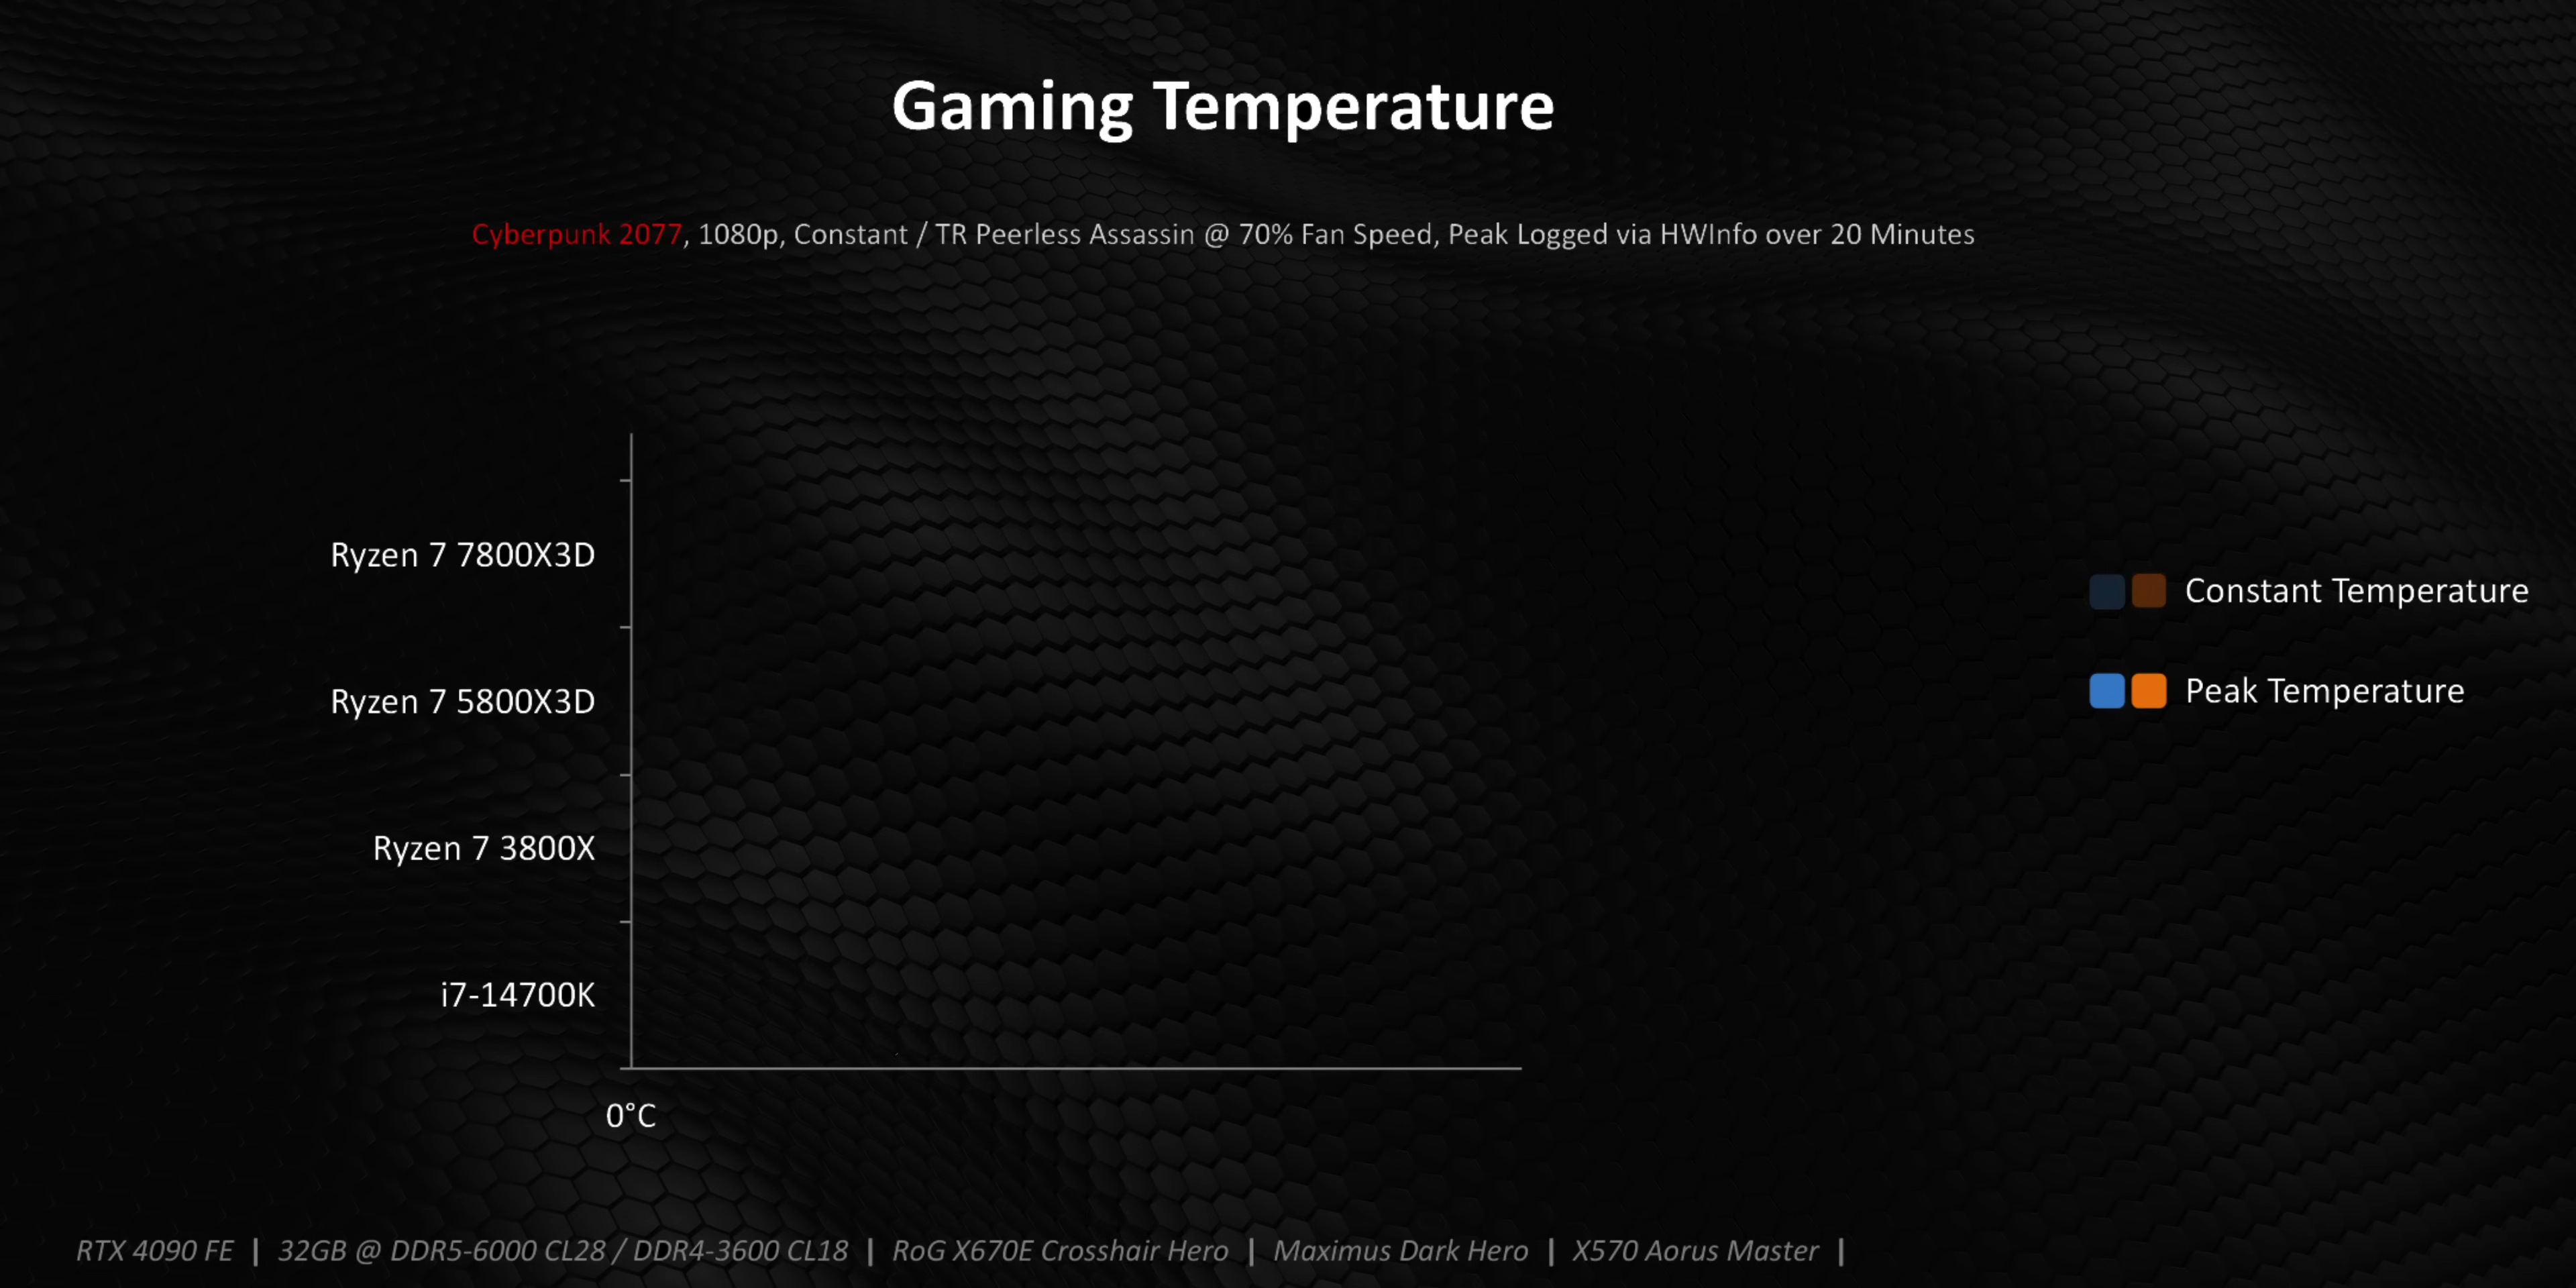 Gaming Temperature
Cyberpunk 2077, 1080p, Constant / TR Peerless Assassin @ 70% Fan Speed, Peak Logged via HWInfo over 20 Minutes
Ryzen 7 7800X3D
Constant Temperature
Peak Temperature
Ryzen 7 5800X3D
Ryzen 7 3800X
i7-14700K
0°C
RTX 4090 FE | 32GB @ DDR5-6000 CL28 / DDR4-3600 CL18 | RoG X670E Crosshair Hero | Maximus Dark Hero | X570 Aorus Master |